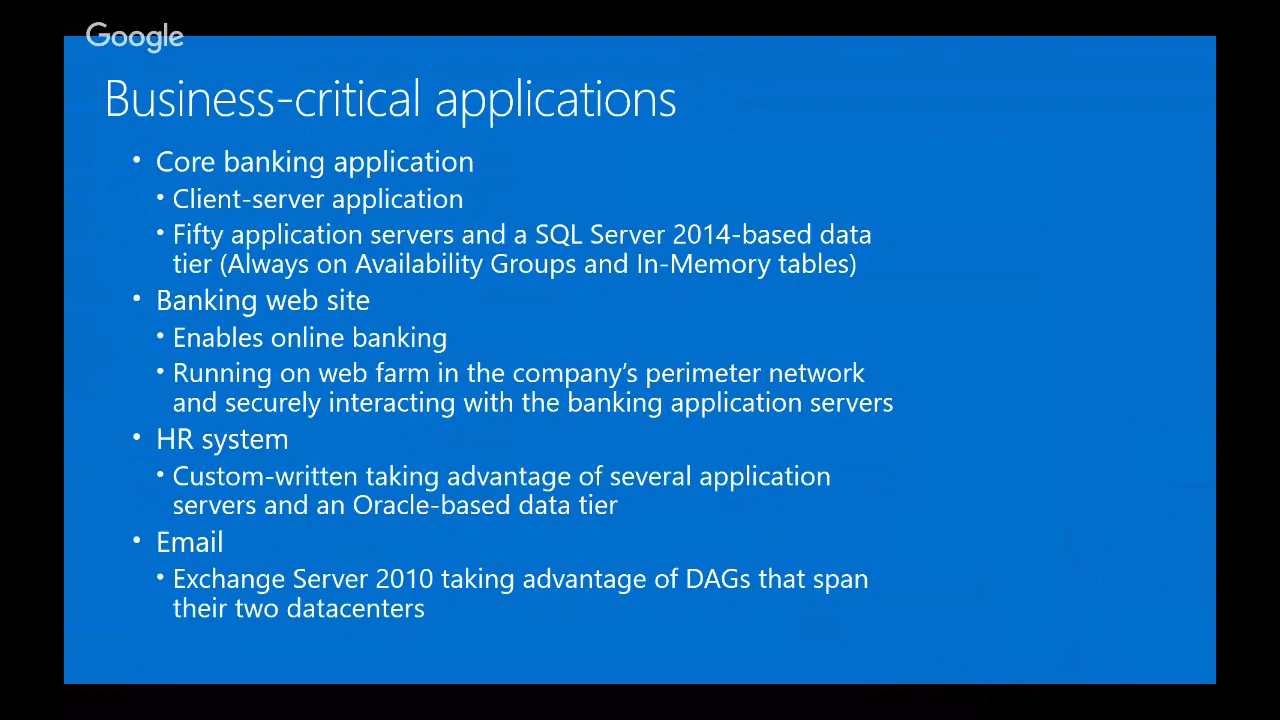 Google
Business-critical applications
• Core banking application
• Client-server application
• Fifty application servers and a SQL Server 2014-based data
tier (Always on Availability Groups and In-Memory tables)
• Banking web site
• Enables online banking
• Running on web farm in the company's perimeter network
and securely interacting with the banking application servers
• HR system
• Custom-written taking advantage of several application
servers and an Oracle-based data tier
• Email
• Exchange Server 2010 taking advantage of DAGs that span
their two datacenters